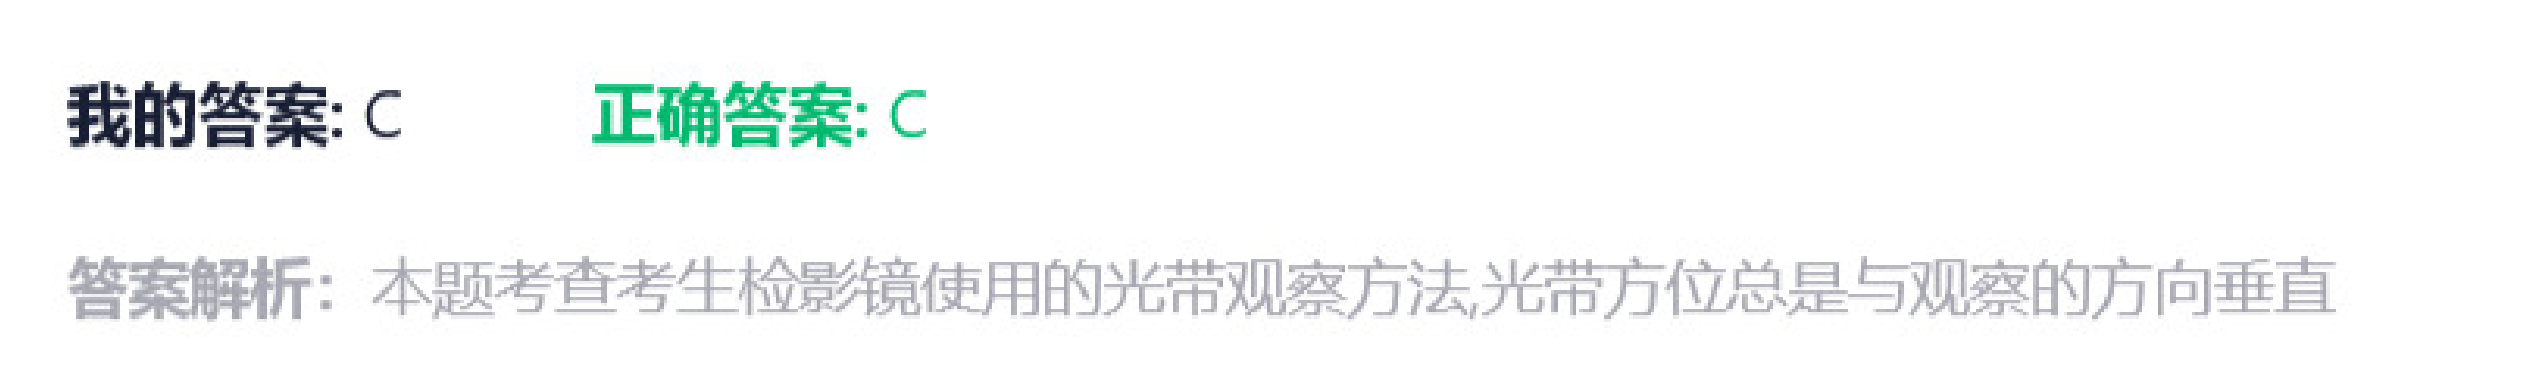 我的答案: C 正确答案: C
答案解析：本题考查考生检影镜使用的光带观察方法,光带方位总是与观察的方向垂直